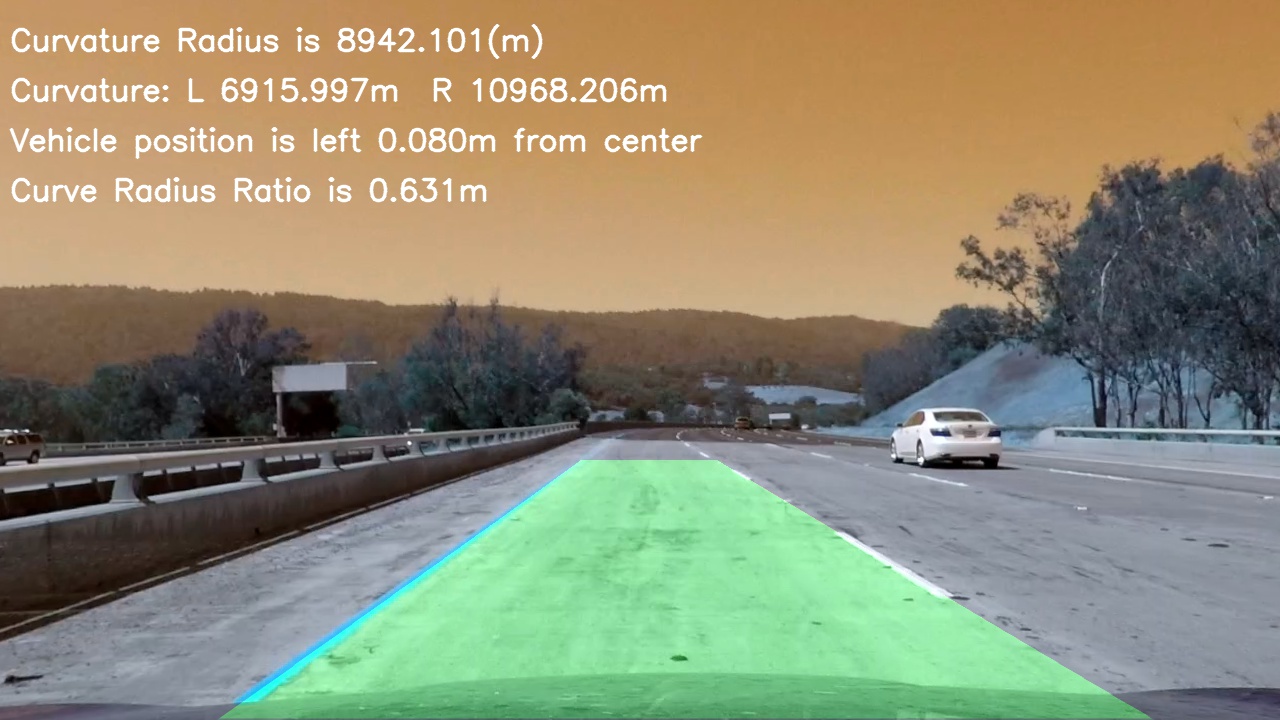 Curvature Radius is 8942.101(m)
Curvature: L 6915.997m R 10968.206m
Vehicle position is left 0.080m from center
Curve Radius Ratio is 0.631m